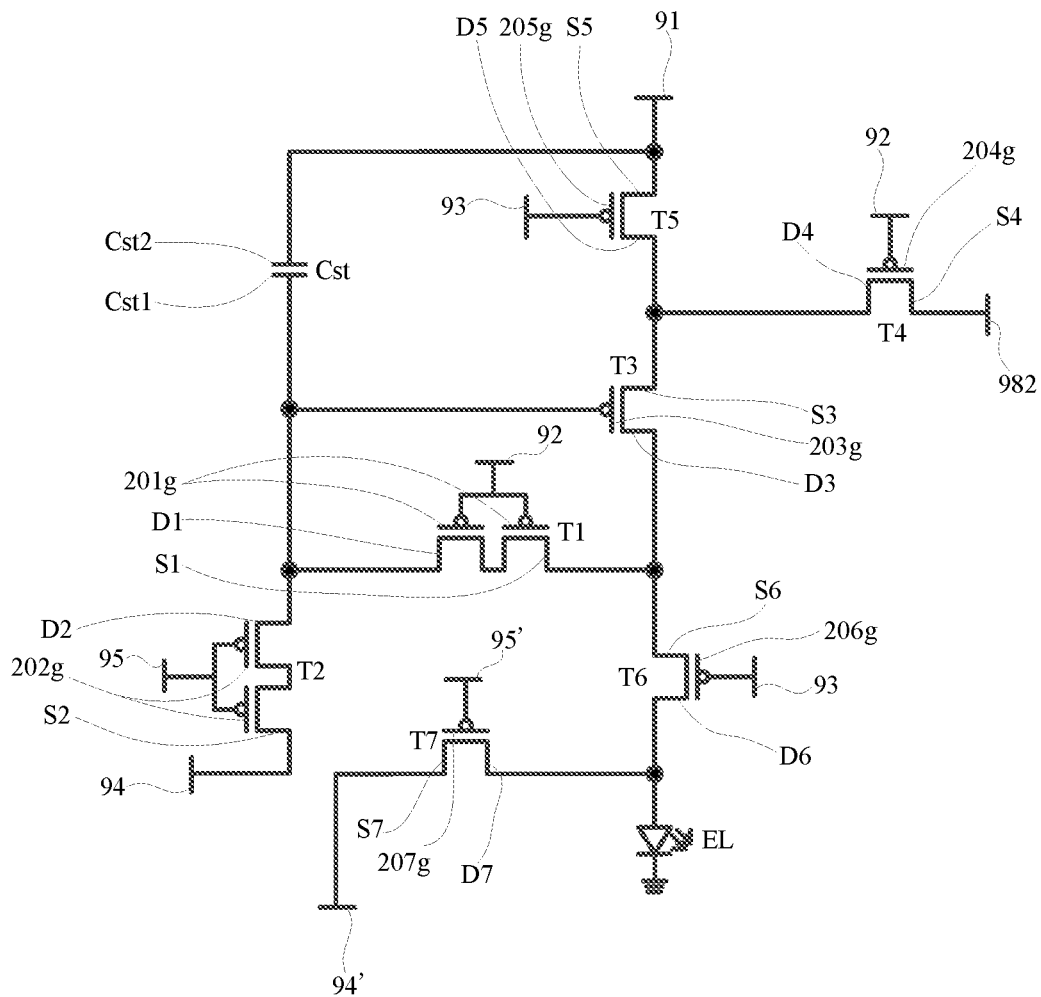 D5 205g S5 91
92 204g
93 T5 D4 S4
Cst2 Cst
Cst1 T4
T3 982
S3
92 203g
201g D3
D1 T1
S1
S6
D2 206g
95 95’
202g T2 T6
S2 93
T7 D6
94
S7
207g EL
D7
94’